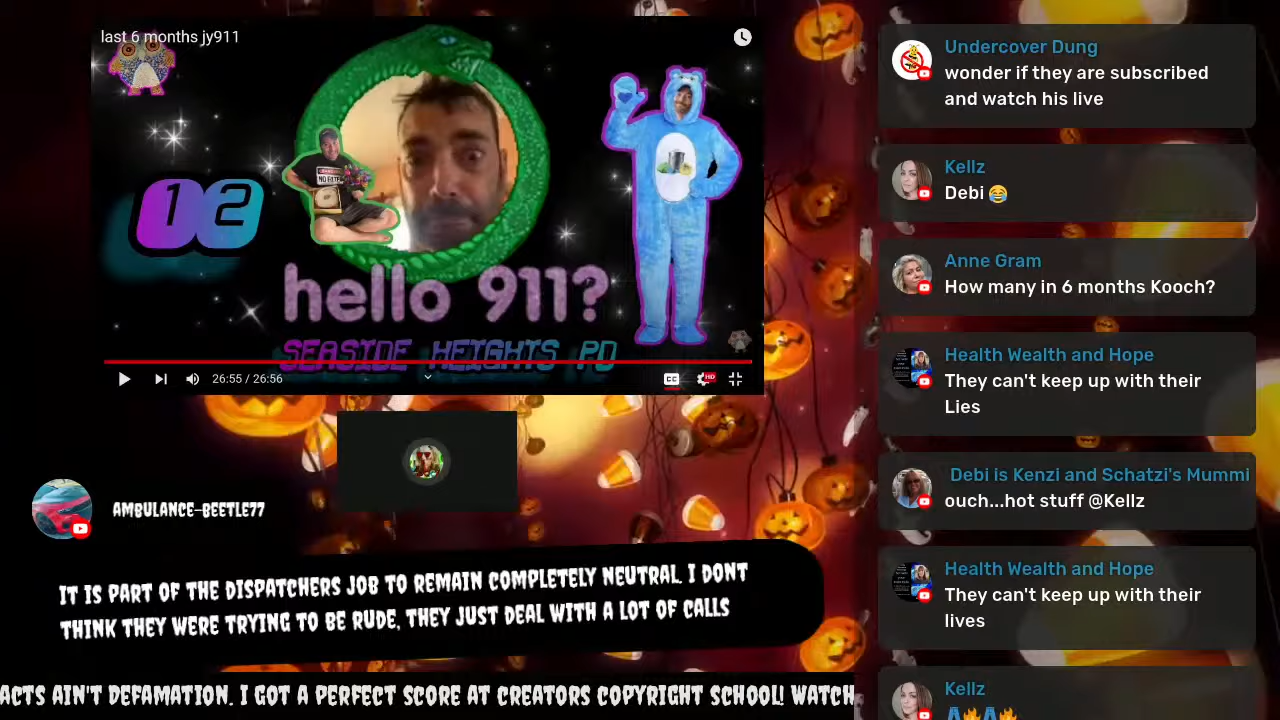 last 6 months jy911
12
NO FILTER
hello 911?
SEASIDE HEIGHTS PD
26:55 / 26:56
CC
HD
AMBULANCE-BEETLE77
IT IS PART OF THE DISPATCHERS JOB TO REMAIN COMPLETELY NEUTRAL. I DONT
THINK THEY WERE TRYING TO BE RUDE, THEY JUST DEAL WITH A LOT OF CALLS
ACTS AIN'T DEFAMATION. I GOT A PERFECT SCORE AT CREATORS COPYRIGHT SCHOOL! WATCH
Undercover Dung
wonder if they are subscribed
and watch his live
Kellz
Debi 😂
Anne Gram
How many in 6 months Kooch?
Health Wealth and Hope
They can't keep up with their
Lies
Debi is Kenzi and Schatzi's Mummi
ouch...hot stuff @Kellz
Health Wealth and Hope
They can't keep up with their
lives
Kellz